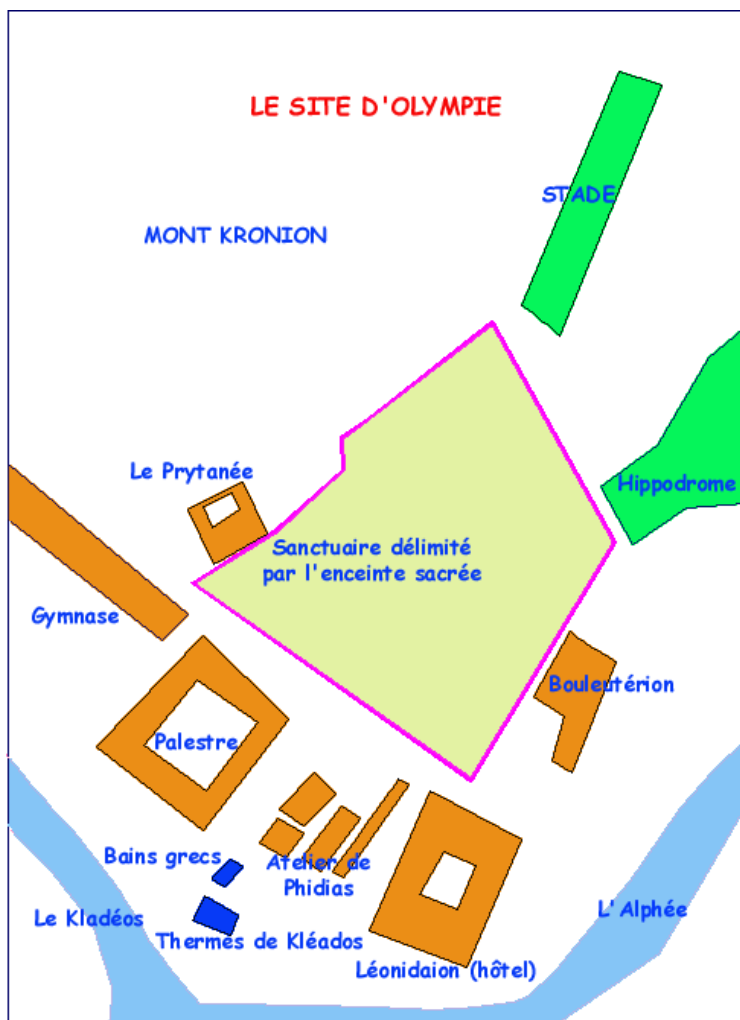 LE SITE D'OLYMPIE
STADE
MONT KRONION
Le Prytanée
Hippodrome
Sanctuaire délimité
par l'enceinte sacrée
Gymnase
Bouleutérion
Palestre
Bains grecs
Atelier de
Phidias
Le Kladéos
L'Alphée
Thermes de Kléados
Léonidaion (hôtel)